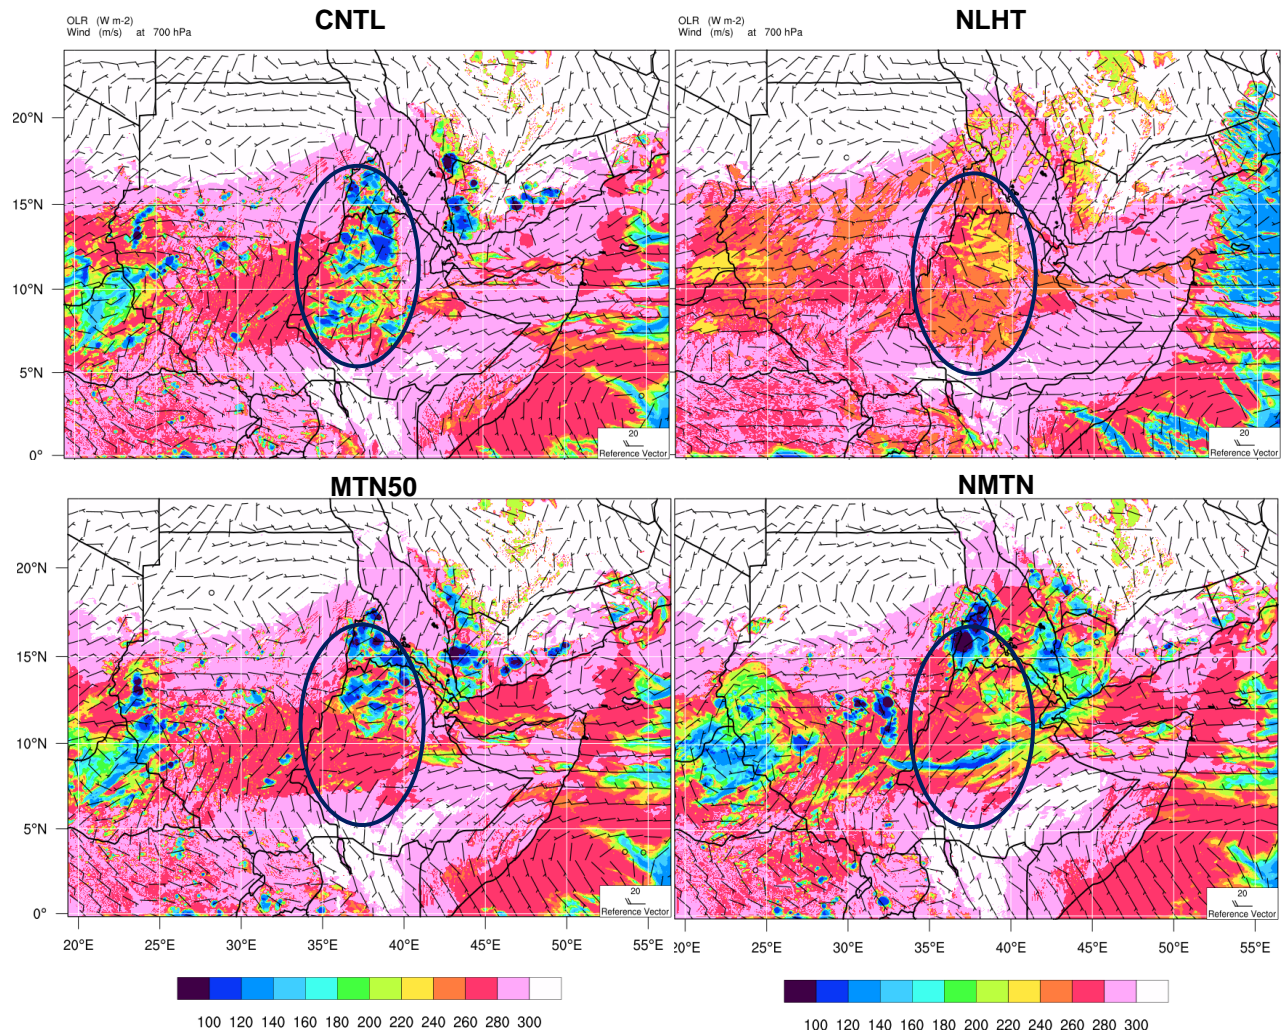 CNTL
NLHT
OLR (W m-2)
Wind (m/s) at 700 hPa
OLR (W m-2)
Wind (m/s) at 700 hPa
20°N
15°N
10°N
5°N
0°
20
Reference Vector
20
Reference Vector
MTN50
NMTN
20°N
15°N
10°N
5°N
0°
20
Reference Vector
20
Reference Vector
20°E 25°E 30°E 35°E 40°E 45°E 50°E 55°E
0°E 25°E 30°E 35°E 40°E 45°E 50°E 55°E
100 120 140 160 180 200 220 240 260 280 300
100 120 140 160 180 200 220 240 260 280 300